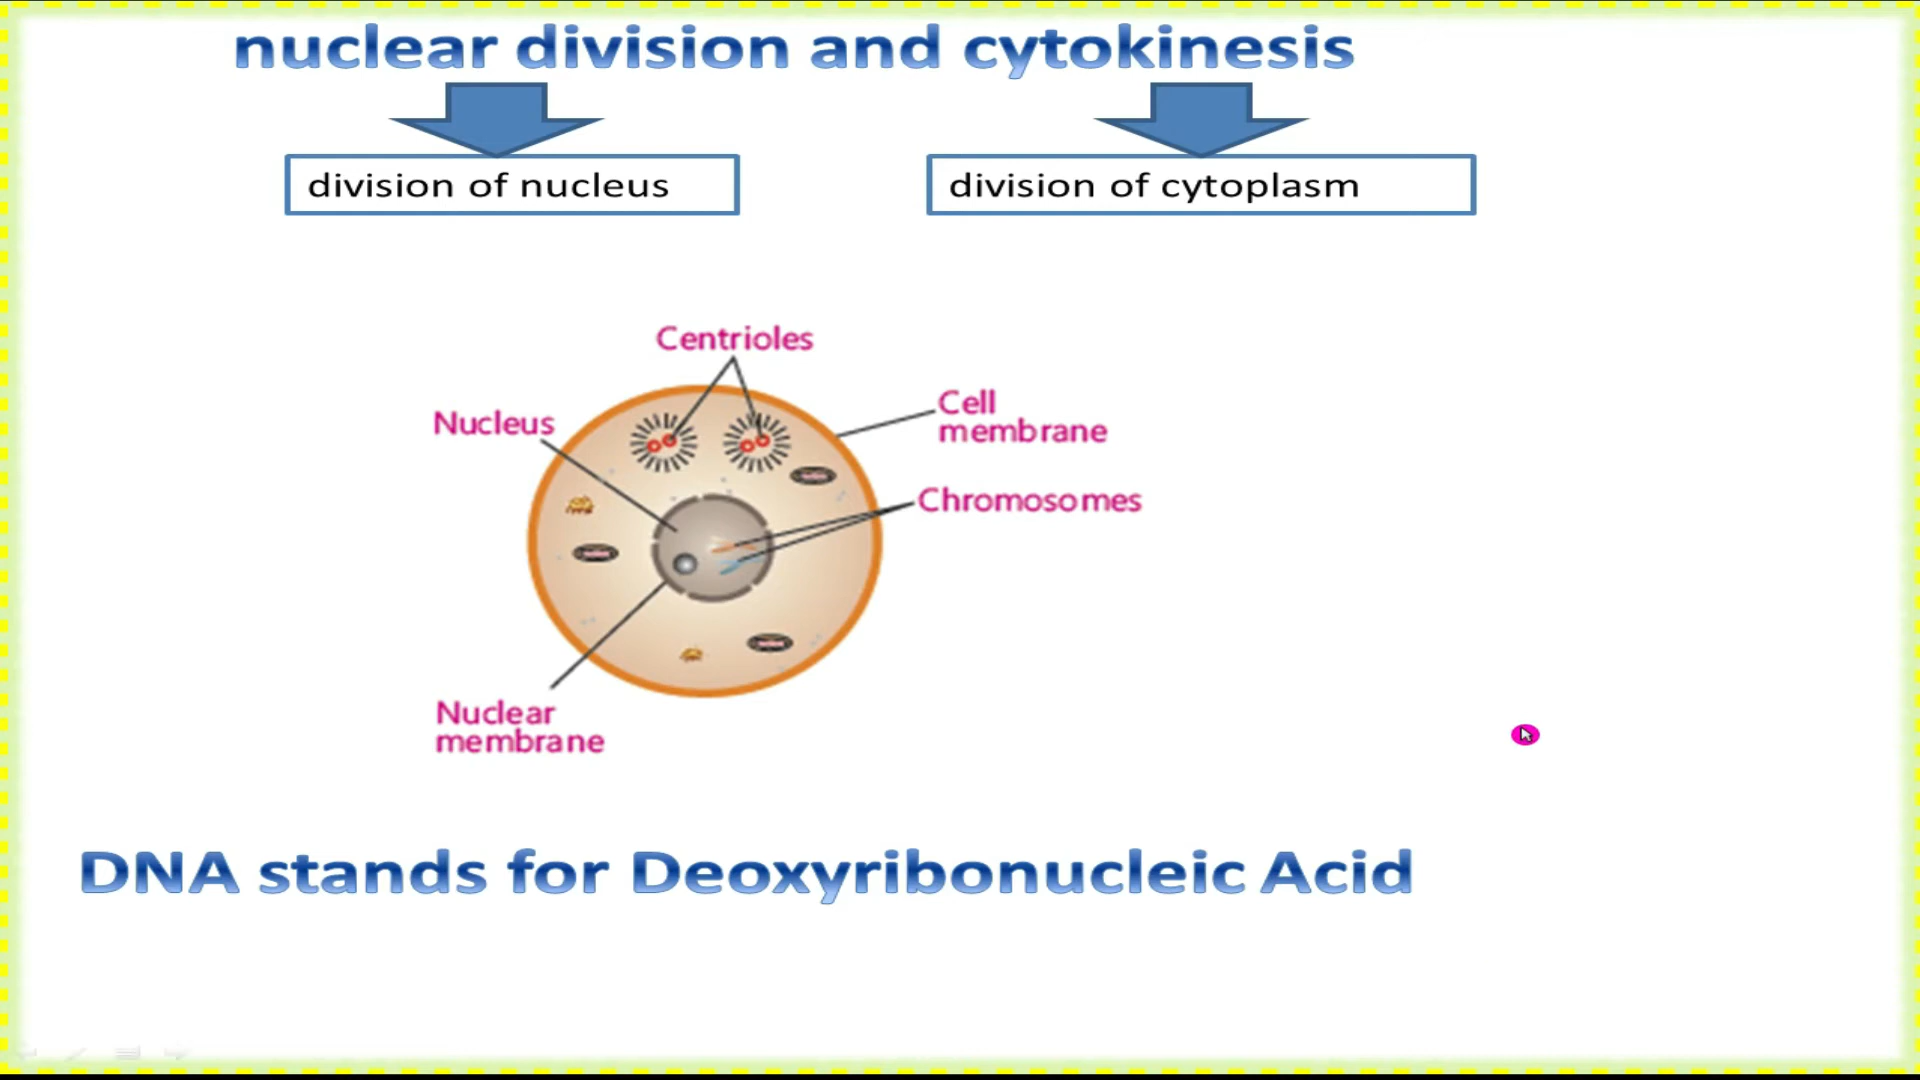 nuclear division and cytokinesis
division of nucleus
division of cytoplasm
Centrioles
Nucleus
Cell
membrane
Chromosomes
Nuclear
membrane
DNA stands for Deoxyribonucleic Acid